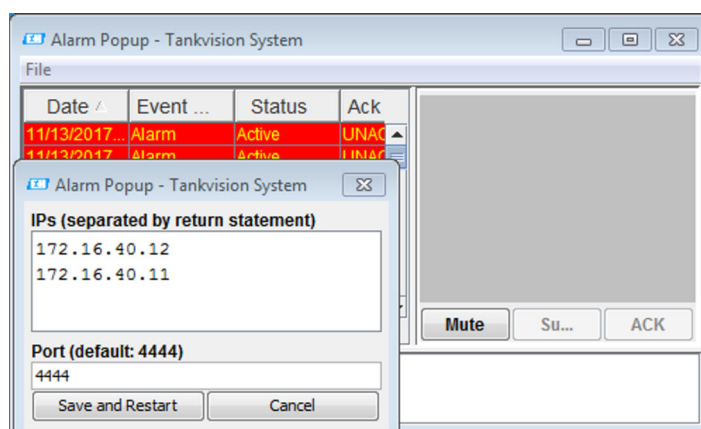 Alarm Popup - Tankvision System
File
Date Event ... Status Ack
11/13/2017... Alarm Active UNAC
11/13/2017 Alarm Active UNAC
Alarm Popup - Tankvision System
IPs (separated by return statement)
172.16.40.12
172.16.40.11
Mute Su... ACK
Port (default: 4444)
4444
Save and Restart Cancel